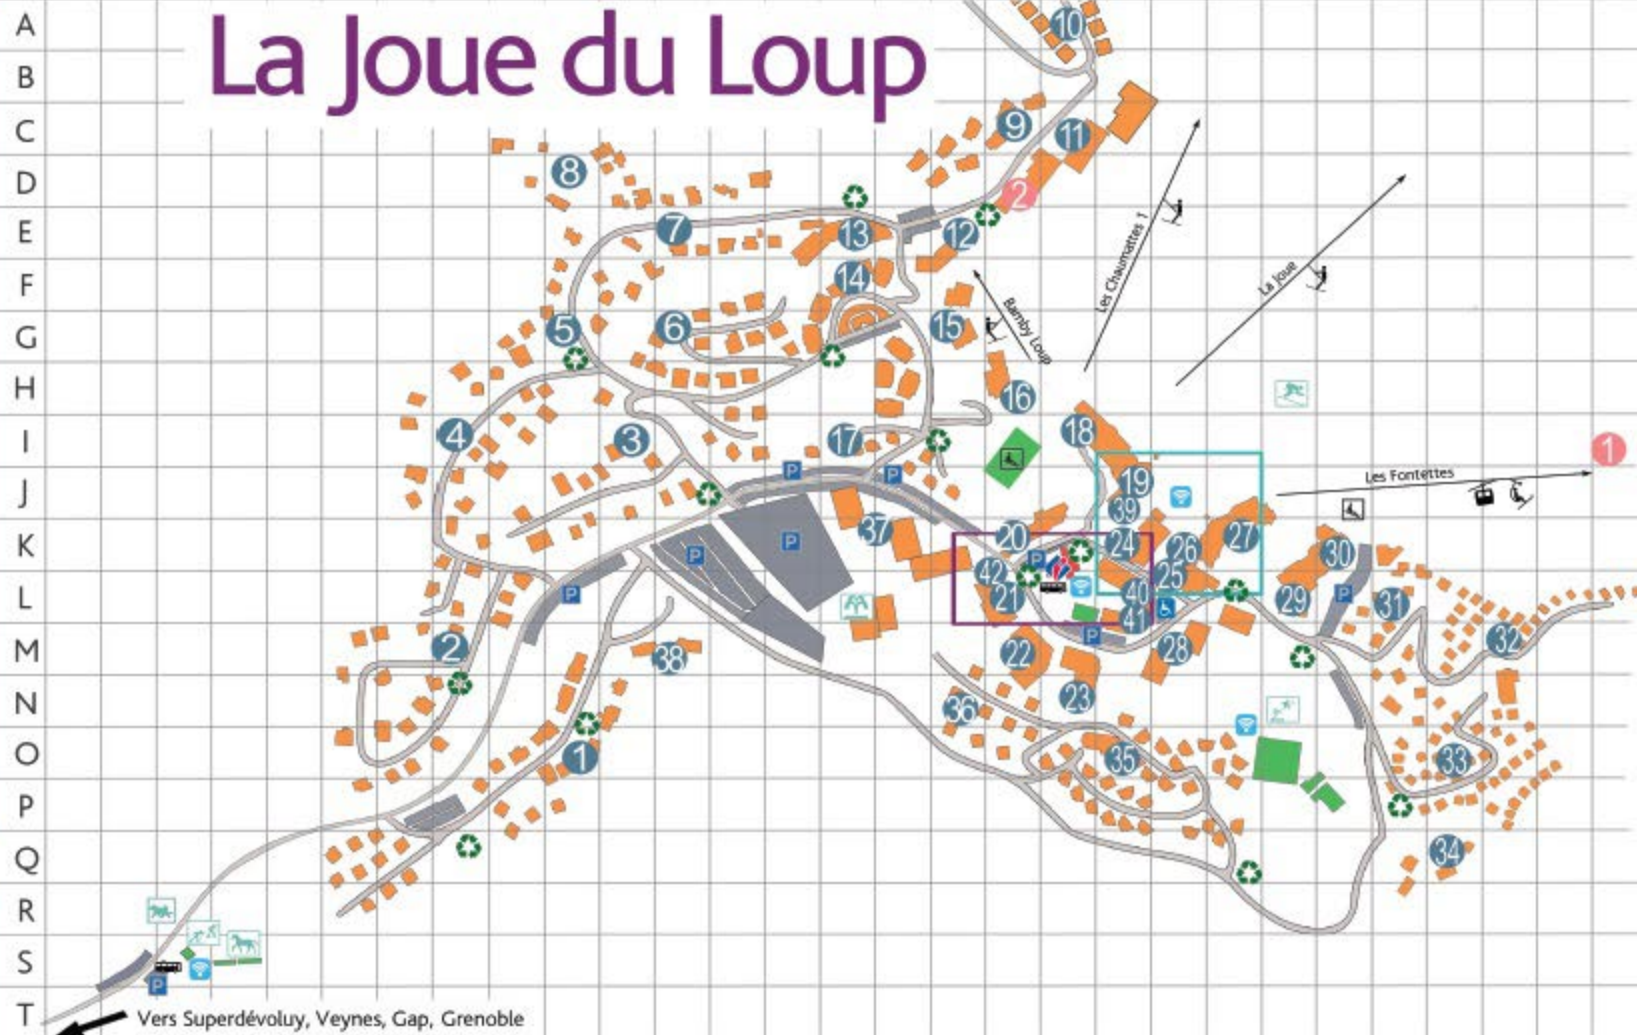 La Joue du Loup
A
10
B
C
9
11
8
D
2
E
7
13
12
Les Chaumattes 1
F
14
La Joue
Bamby Loup
G
5
6
15
H
16
I
4
3
17
18
1
Les Fontettes
J
P
P
19
39
37
K
P
P
20
P
24
26
27
30
L
P
42
21
25
40
41
29
P
31
M
2
38
22
P
28
32
N
36
23
O
1
35
33
P
Q
34
R
S
P
T
Vers Superdévoluy, Veynes, Gap, Grenoble